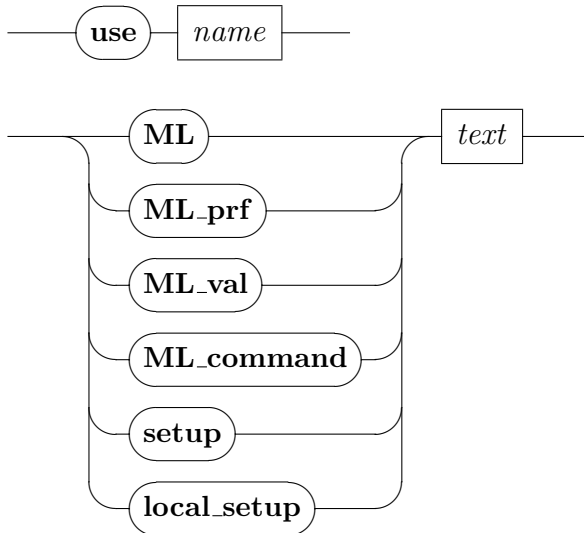 use name
ML text
ML_prf
ML_val
ML_command
setup
local_setup